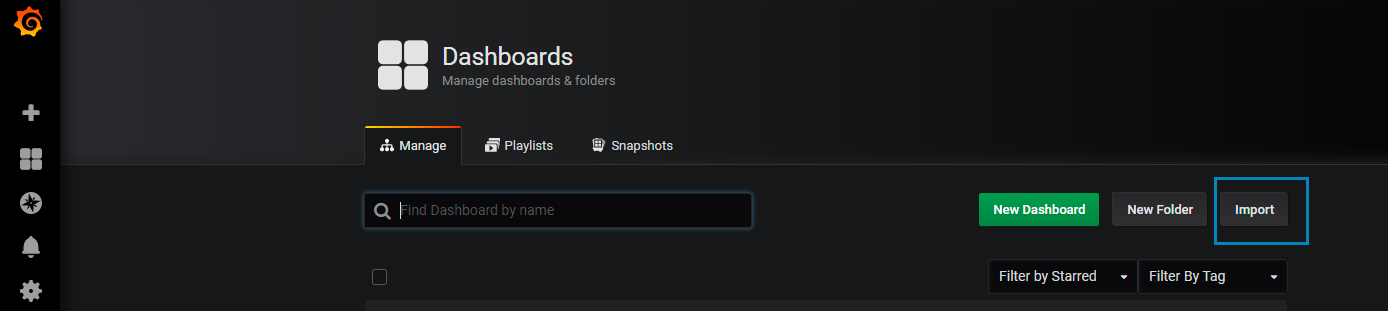 Dashboards
Manage dashboards & folders
Manage Playlists Snapshots
Find Dashboard by name New Dashboard New Folder Import
Filter by Starred Filter By Tag